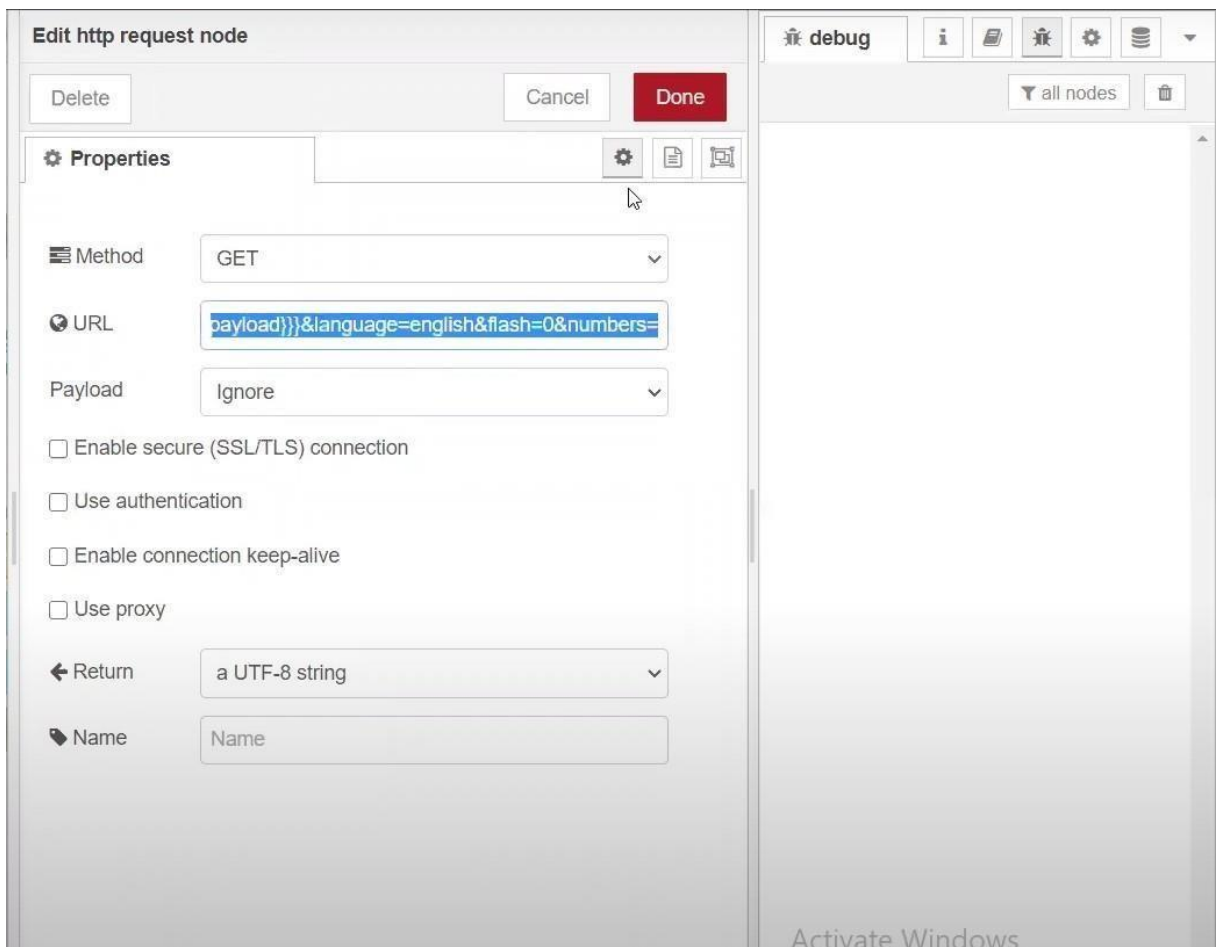 Edit http request node
debug
Delete
Cancel
Done
all nodes
Properties
Method
GET
URL
payload}}}&language=english&flash=0&numbers=
Payload
Ignore
Enable secure (SSL/TLS) connection
Use authentication
Enable connection keep-alive
Use proxy
Return
a UTF-8 string
Name
Name
Activate Windows